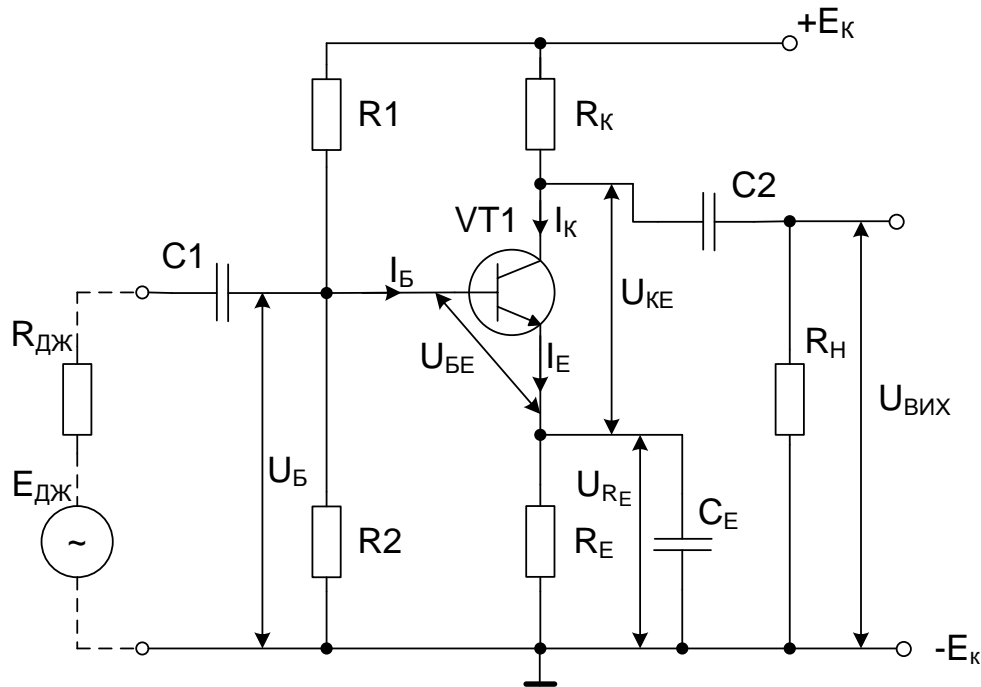 +Eк
R1
Rк
C2
VT1
Iк
C1
IБ
UКЕ
RДЖ
UБЕ
IЕ
RН
UВИХ
EДЖ
UБ
URЕ
CЕ
~
R2
RЕ
-Eк